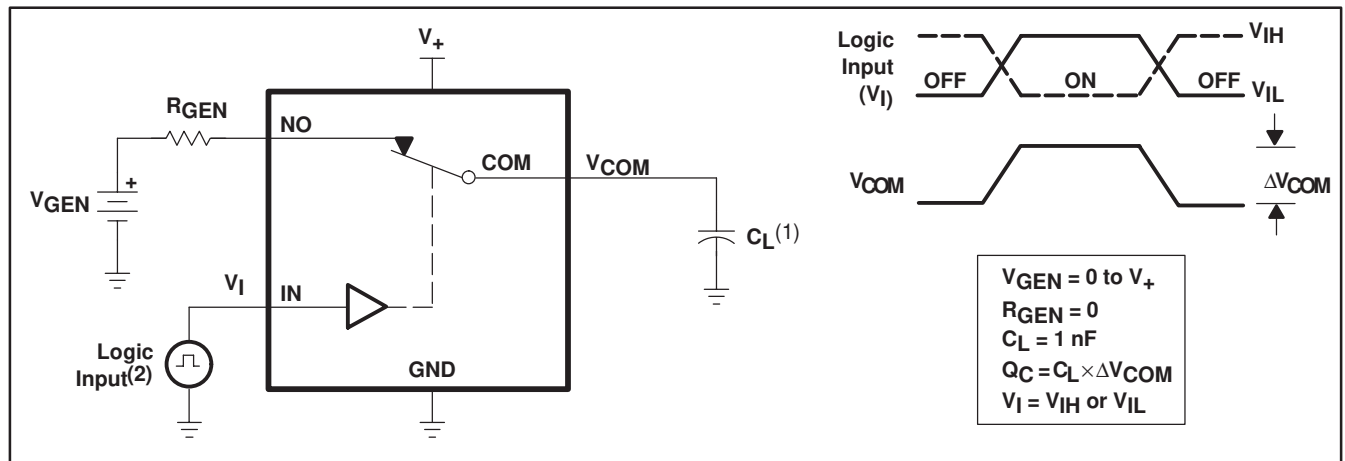 V+
RGEN
NO
COM
VCOM
VGEN
+
CL(1)
VI
IN
Logic
Input(2)
GND
Logic
Input
(VI)
OFF
ON
OFF
VIH
VIL
VCOM
ΔVCOM
VGEN = 0 to V+
RGEN = 0
CL = 1 nF
QC = CL × ΔVCOM
VI = VIH or VIL